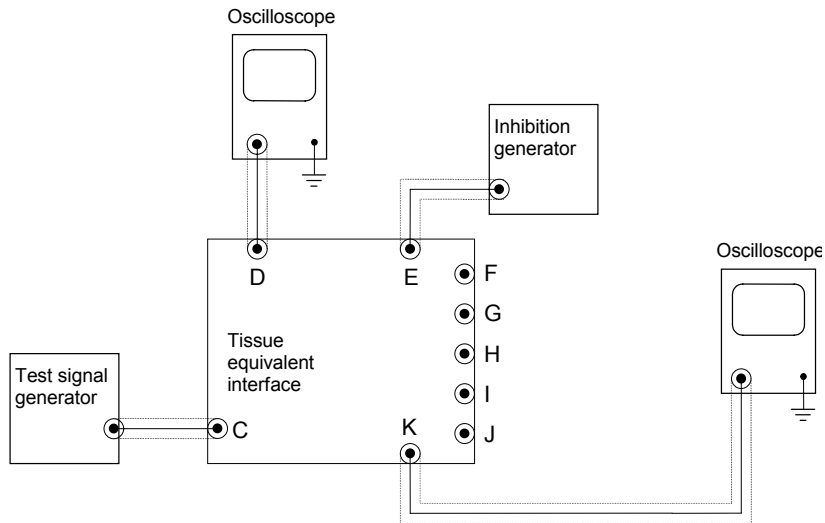 Oscilloscope
Inhibition
generator
D
E
Oscilloscope
F
G
Tissue
equivalent
interface
H
Test signal
generator
I
C
K
J